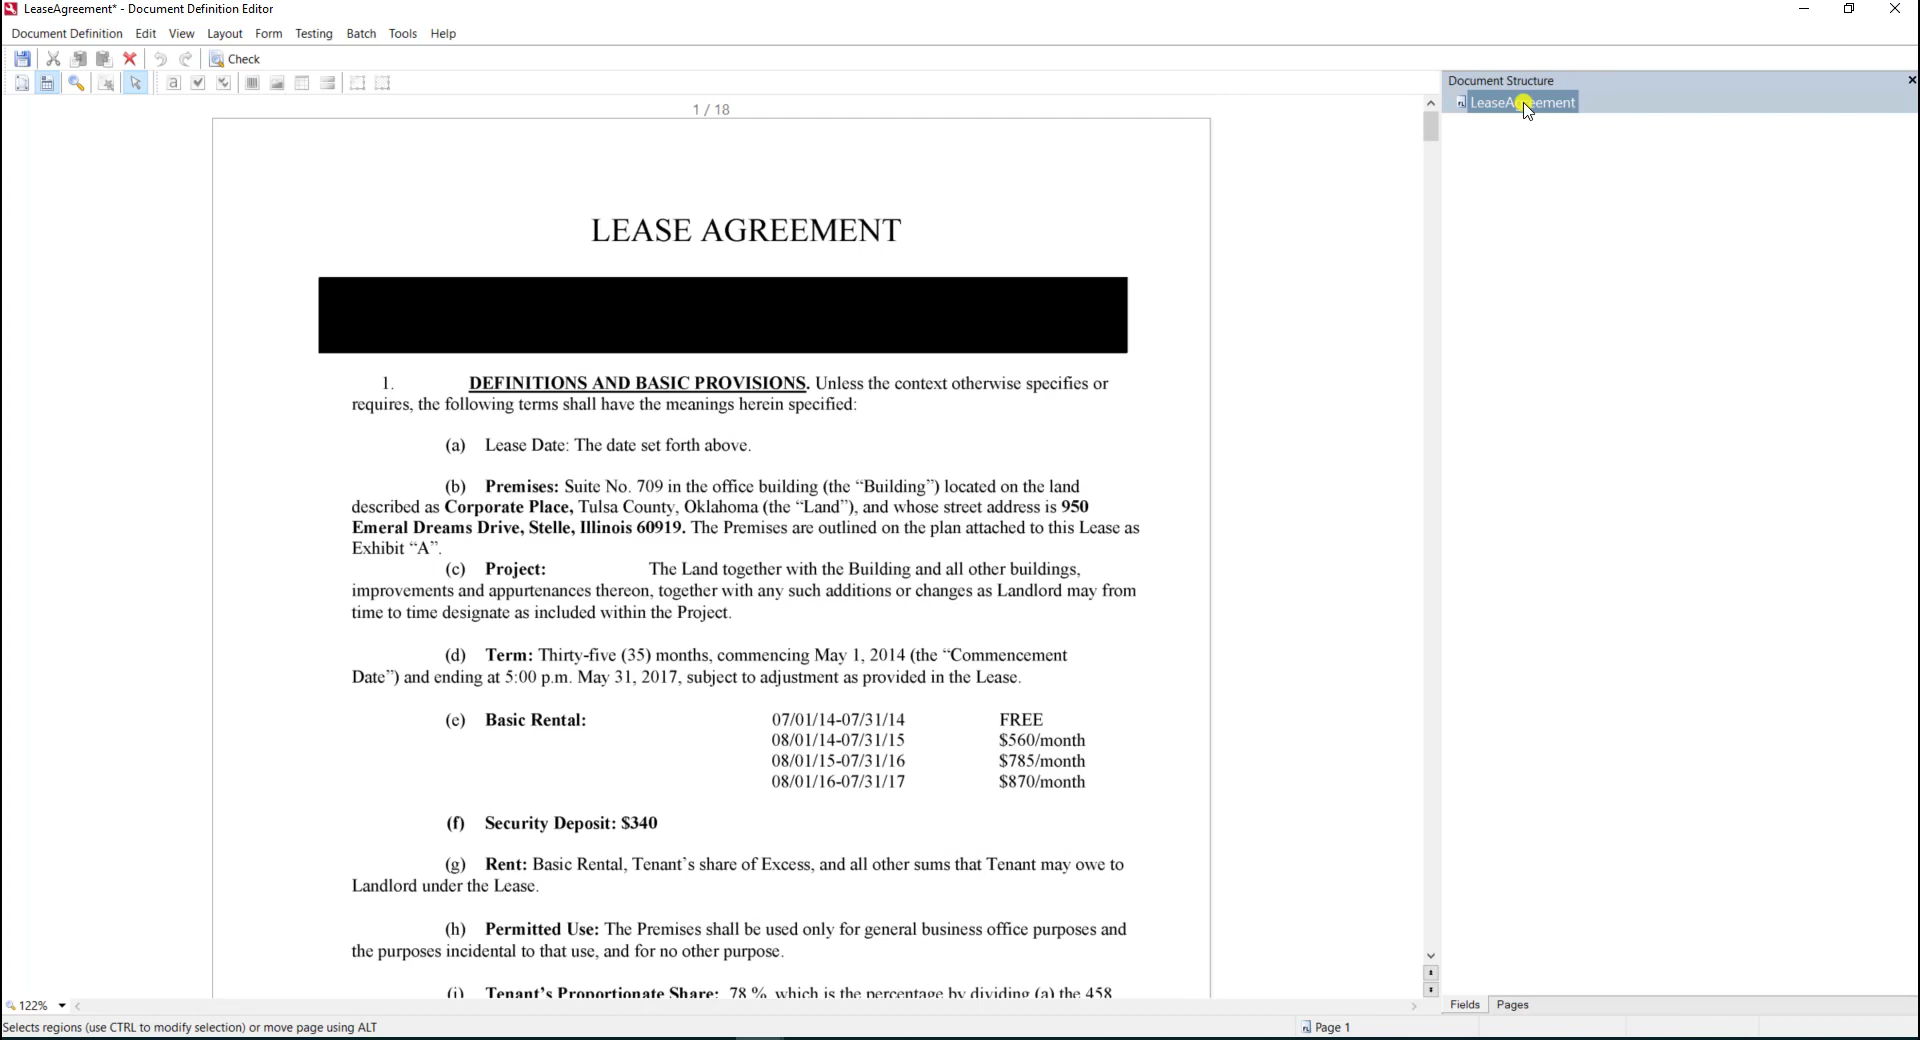 LeaseAgreement* - Document Definition Editor
Document Definition Edit View Layout Form Testing Batch Tools Help
Check
Document Structure
1 / 18
LEASE AGREEMENT
1. DEFINITIONS AND BASIC PROVISIONS. Unless the context otherwise specifies or
requires, the following terms shall have the meanings herein specified:
(a) Lease Date: The date set forth above.
(b) Premises: Suite No. 709 in the office building (the “Building”) located on the land
described as Corporate Place, Tulsa County, Oklahoma (the “Land”), and whose street address is 950
Emeral Dreams Drive, Stelle, Illinois 60919. The Premises are outlined on the plan attached to this Lease as
Exhibit “A”.
(c) Project: The Land together with the Building and all other buildings,
improvements and appurtenances thereon, together with any such additions or changes as Landlord may from
time to time designate as included within the Project.
(d) Term: Thirty-five (35) months, commencing May 1, 2014 (the “Commencement
Date”) and ending at 5:00 p.m. May 31, 2017, subject to adjustment as provided in the Lease.
(e) Basic Rental: 07/01/14-07/31/14 FREE
08/01/14-07/31/15 $560/month
08/01/15-07/31/16 $785/month
08/01/16-07/31/17 $870/month
(f) Security Deposit: $340
(g) Rent: Basic Rental, Tenant’s share of Excess, and all other sums that Tenant may owe to
Landlord under the Lease.
(h) Permitted Use: The Premises shall be used only for general business office purposes and
the purposes incidental to that use, and for no other purpose.
(i) Tenant’s Proportionate Share: 78 %, which is the percentage by dividing (a) the 458
LeaseAgreement
122%
Fields Pages
Selects regions (use CTRL to modify selection) or move page using ALT
Page 1